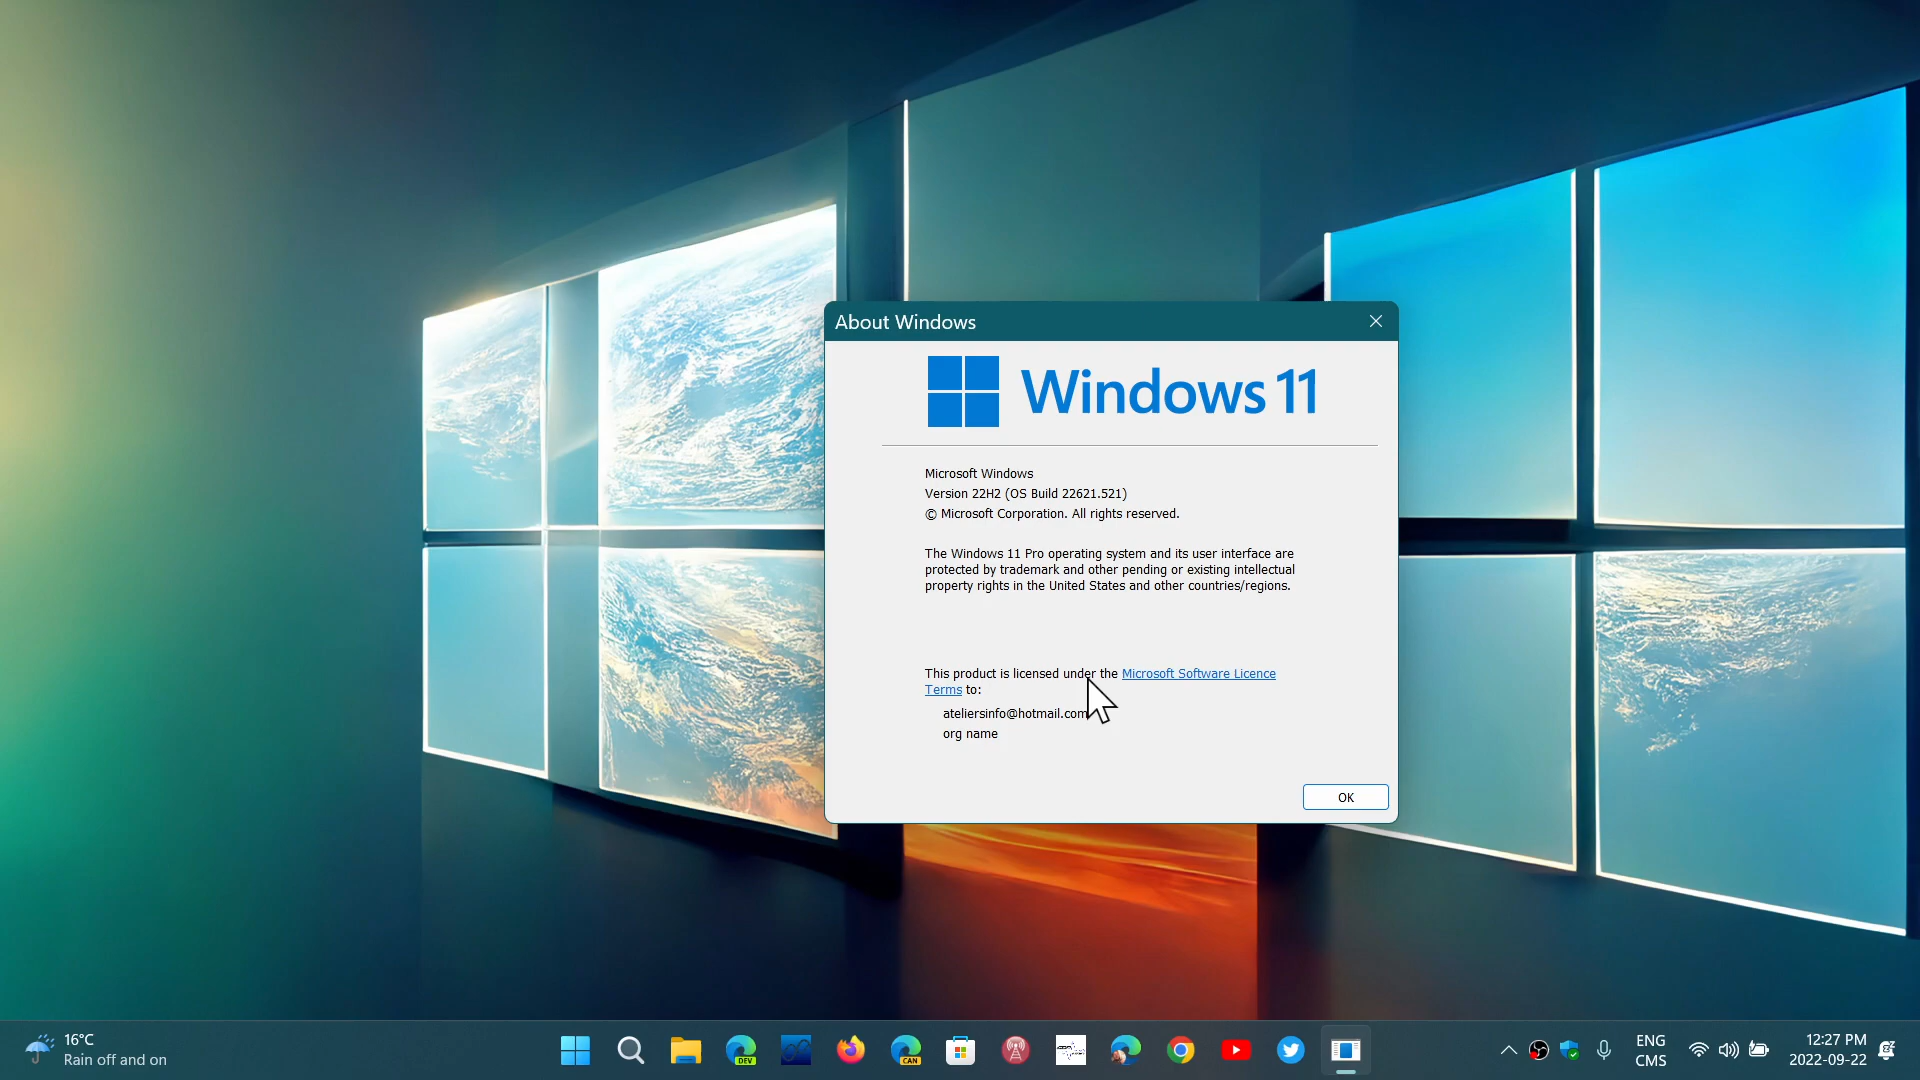 About Windows
Windows 11
Microsoft Windows
Version 22H2 (OS Build 22621.521)
© Microsoft Corporation. All rights reserved.
The Windows 11 Pro operating system and its user interface are
protected by trademark and other pending or existing intellectual
property rights in the United States and other countries/regions.
This product is licensed under the Microsoft Software Licence
Terms to:
ateliersinfo@hotmail.com
org name
OK
16°C
Rain off and on
DEV
CAN
ENG
CMS
12:27 PM
2022-09-22